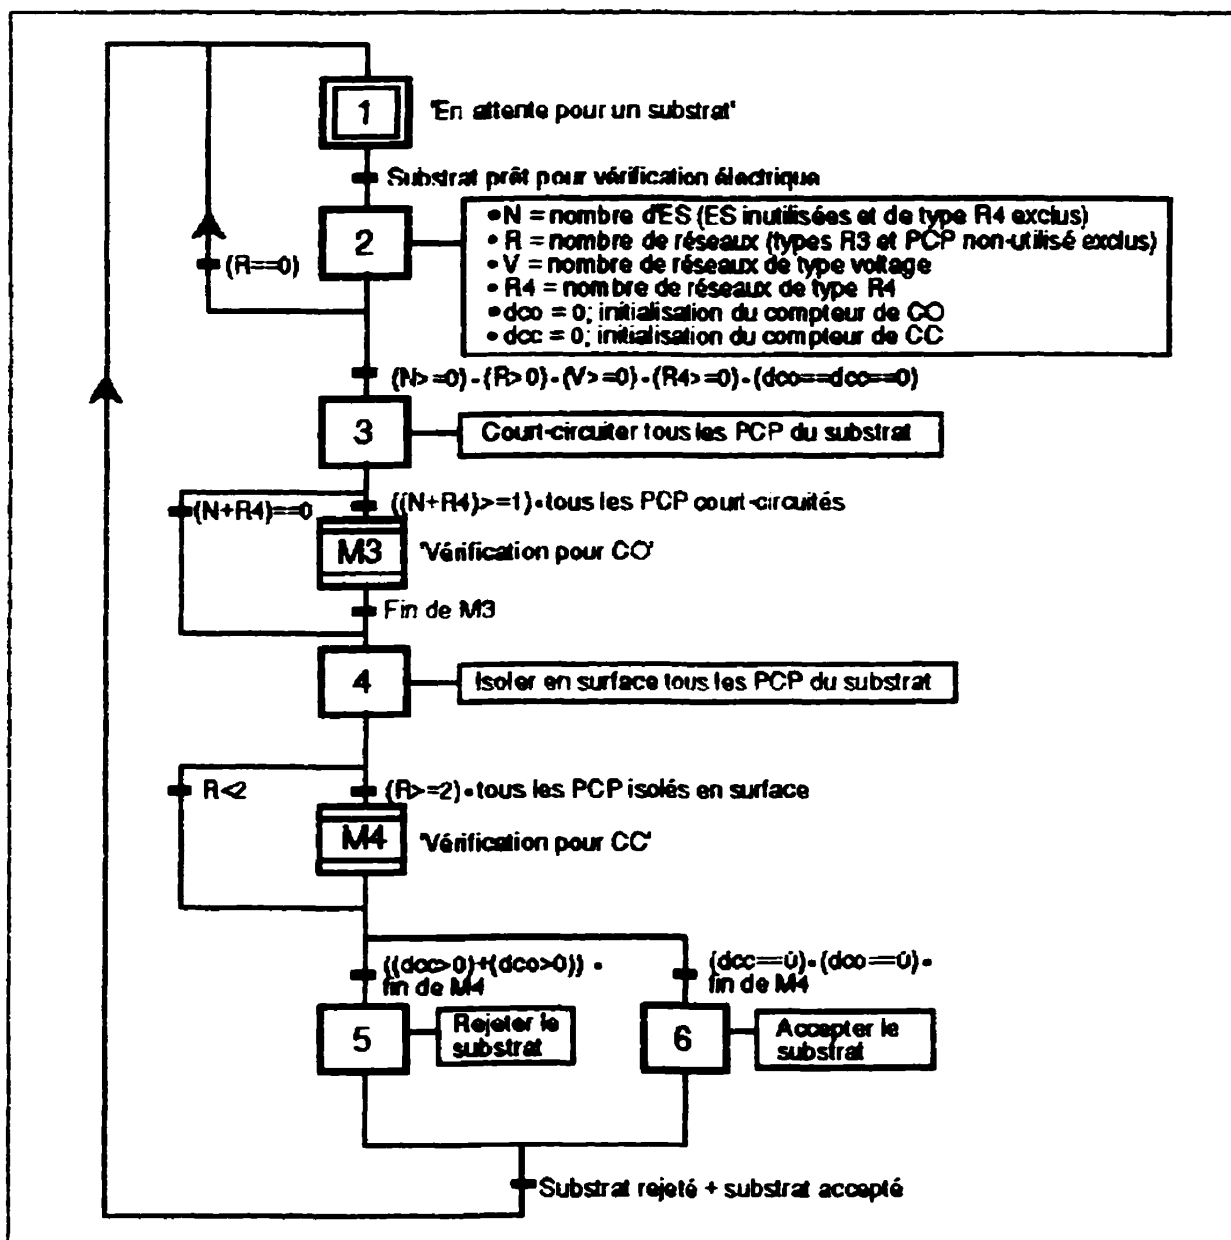 1
'En attente pour un substrat'
Substrat prêt pour vérification électrique
2
• N = nombre d'ES (ES inutilisées et de type R4 exclus)
• R = nombre de réseaux (types R3 et PCP non-utilisé exclus)
• V = nombre de réseaux de type voltage
• R4 = nombre de réseaux de type R4
• dco = 0; initialisation du compteur de CO
• dcc = 0; initialisation du compteur de CC
(R==0)
(N>=0)•(R>0)•(V>=0)•(R4>=0)•(dco==dco==0)
3
Court-circuiter tous les PCP du substrat
(N+R4)==0
((N+R4)>=1)•tous les PCP court-circuités
M3
'Vérification pour CO'
Fin de M3
4
Isoler en surface tous les PCP du substrat
R<2
(R>=2)•tous les PCP isolés en surface
M4
'Vérification pour CC'
((dcc>0)+(dco>0)) •
fin de M4
(dcc==0)•(dco==0)•
fin de M4
5
Rejeter le
substrat
6
Accepter le
substrat
Substrat rejeté + substrat accepté